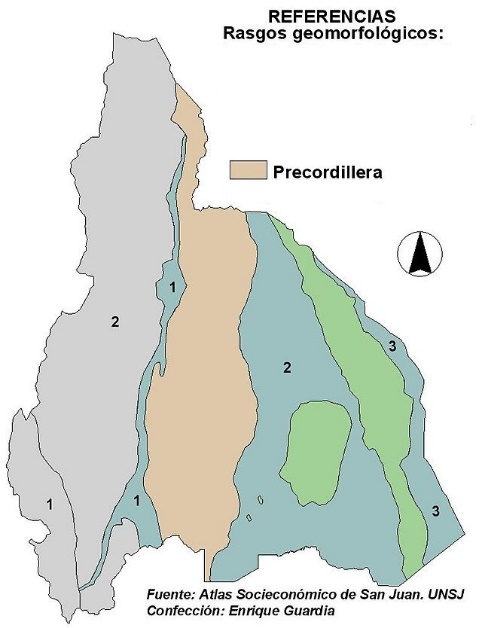 REFERENCIAS
Rasgos geomorfológicos:
Precordillera
1
2
2
3
1
1
3
Fuente: Atlas Socieconómico de San Juan. UNSJ
Confección: Enrique Guardia